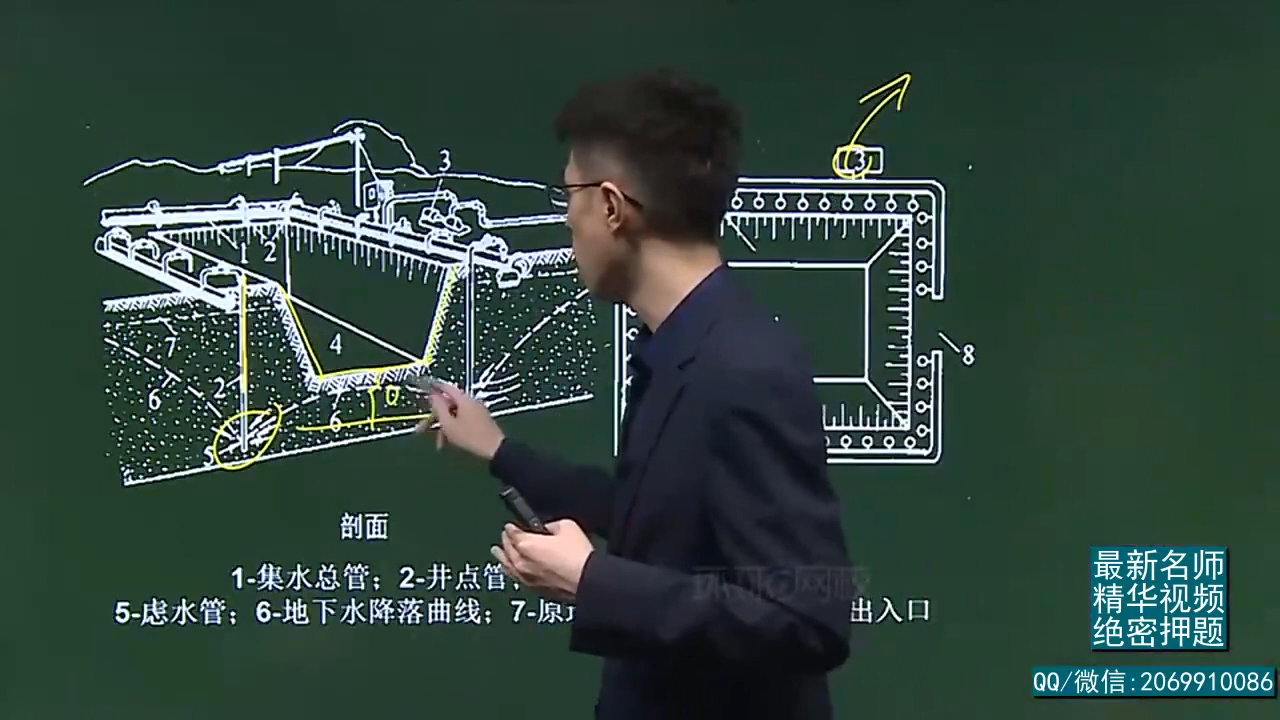 3
3
1
2
4
7
8
2
6
6
5
剖面
1-集水总管；2-井点管；
5-虑水管；6-地下水降落曲线；7-原
出入口
最新名师
精华视频
绝密押题
QQ/微信:2069910086